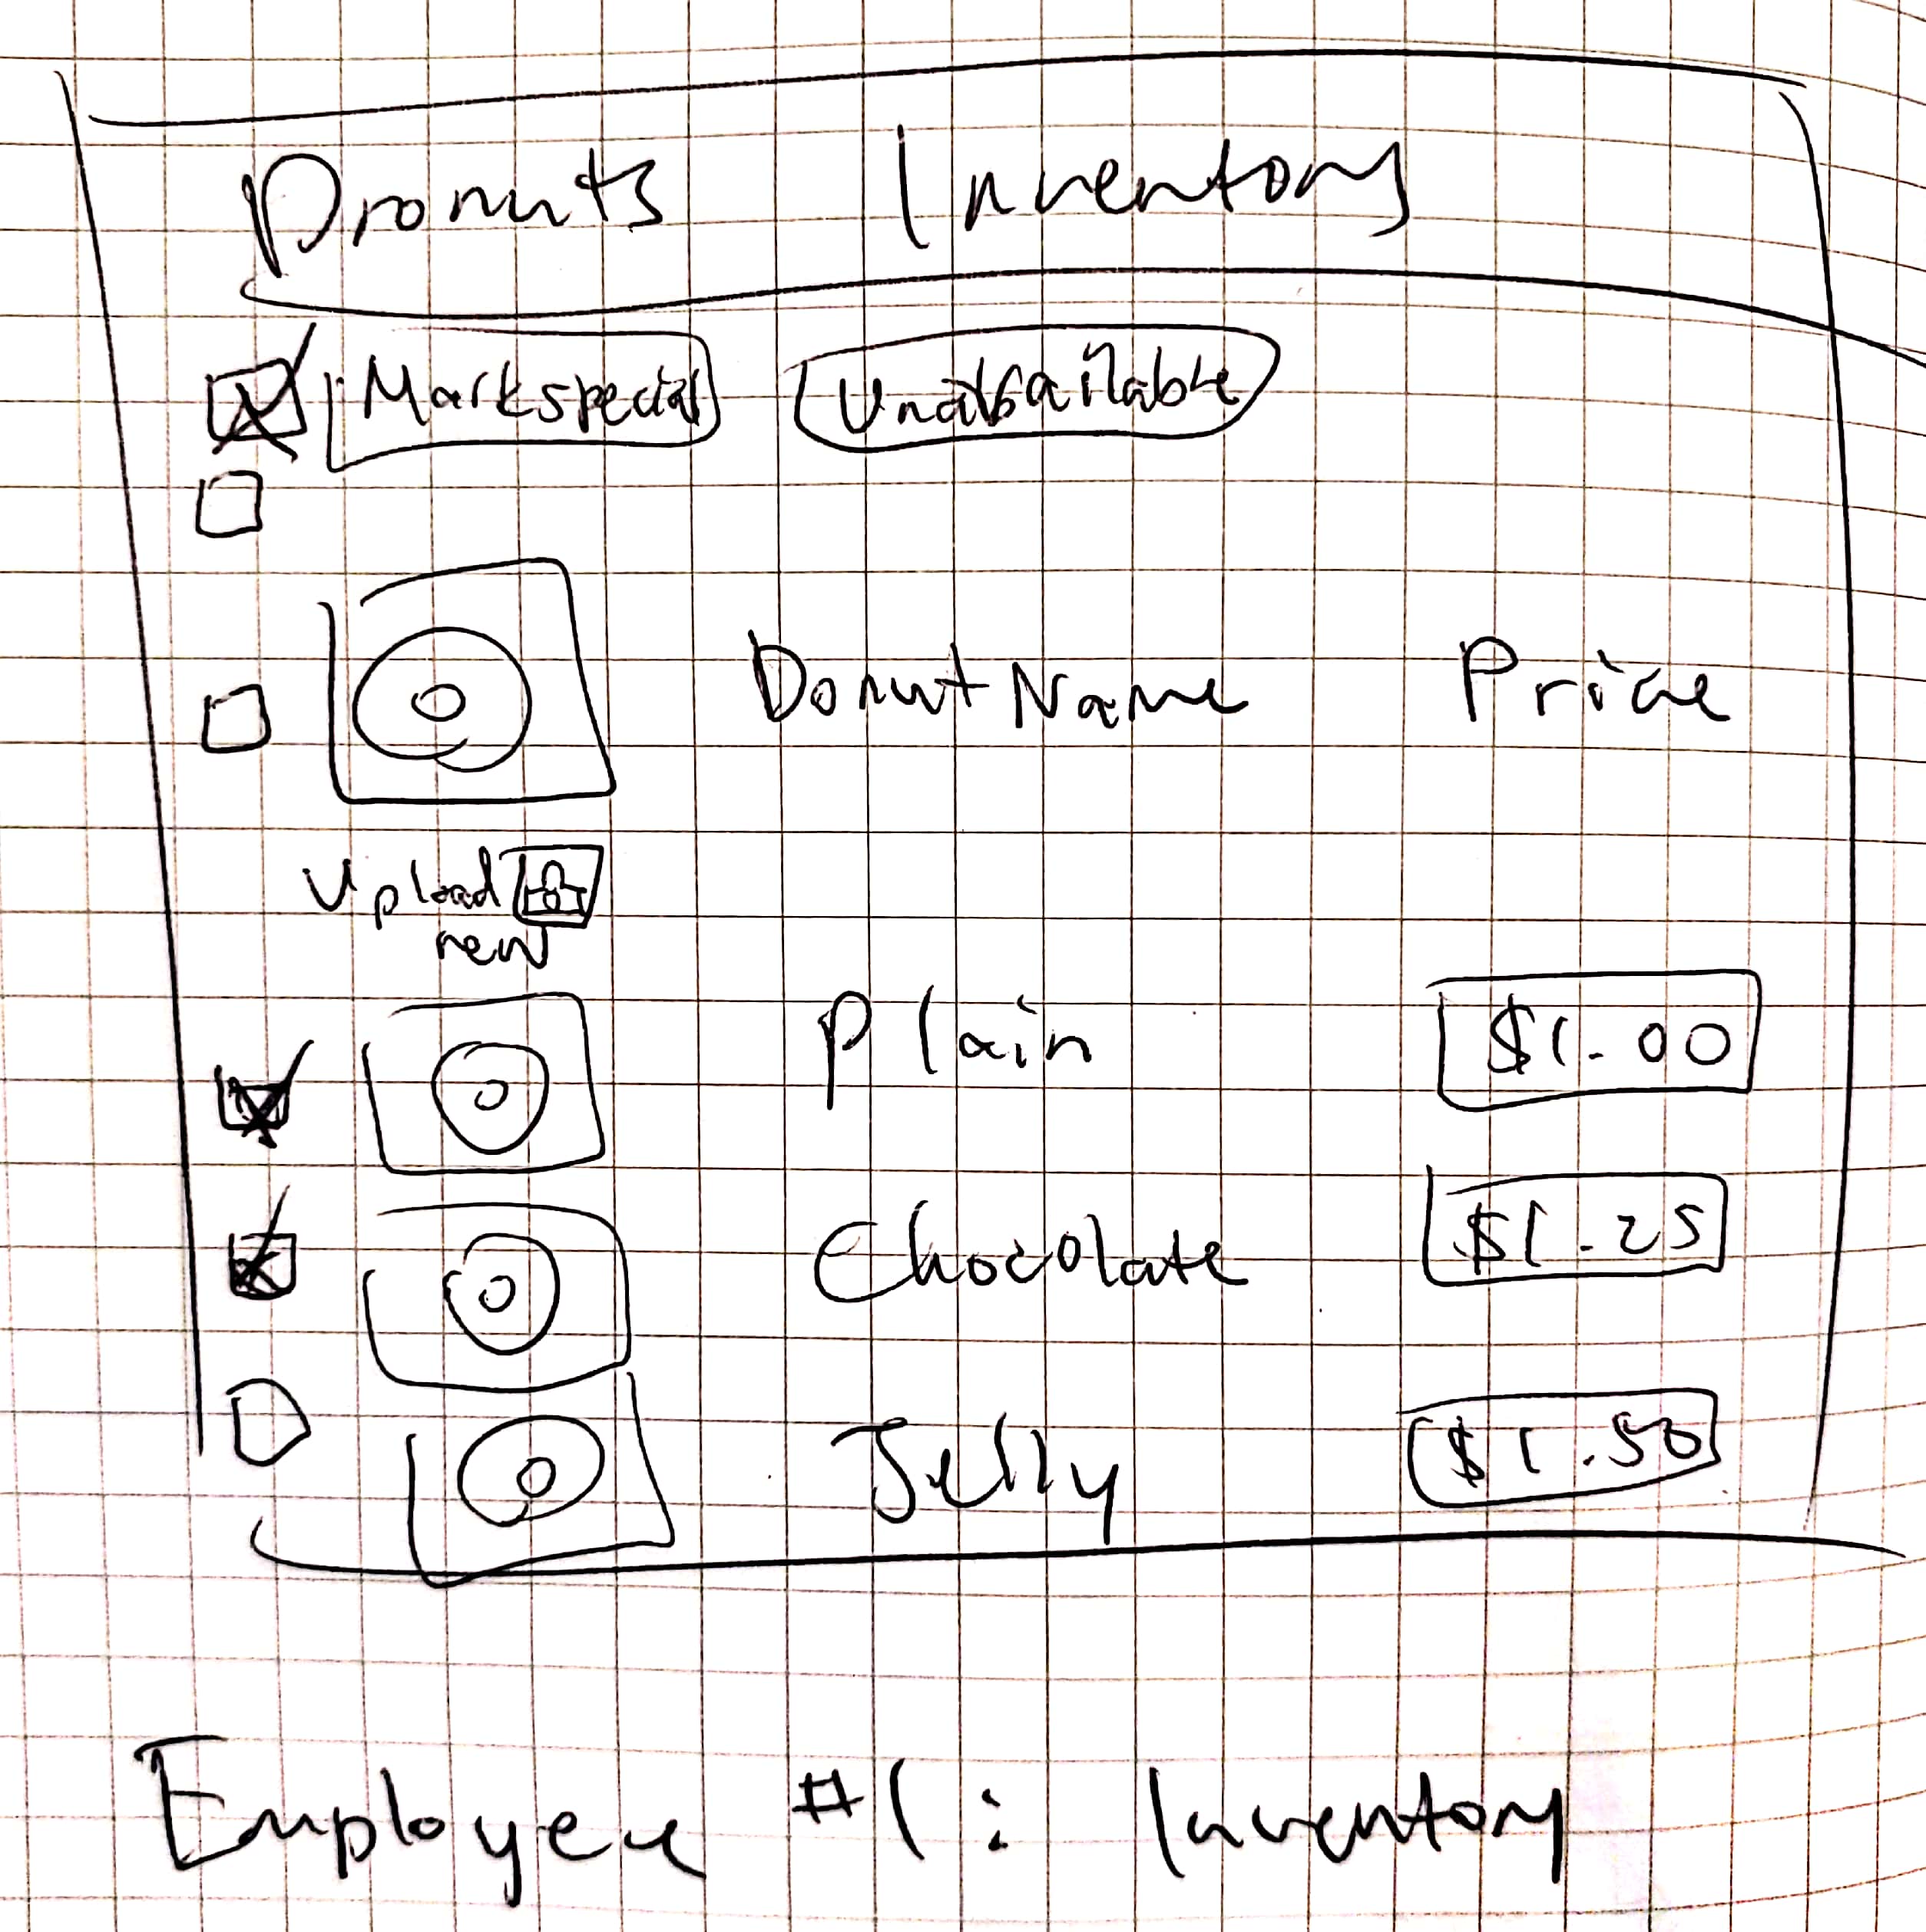 Pronuts Inventory
Mark special Unavailable
Donut Name Price
Upload
new
Plain $1.00
Chocolate $1.25
Jelly $1.50
Employee #1: Inventory